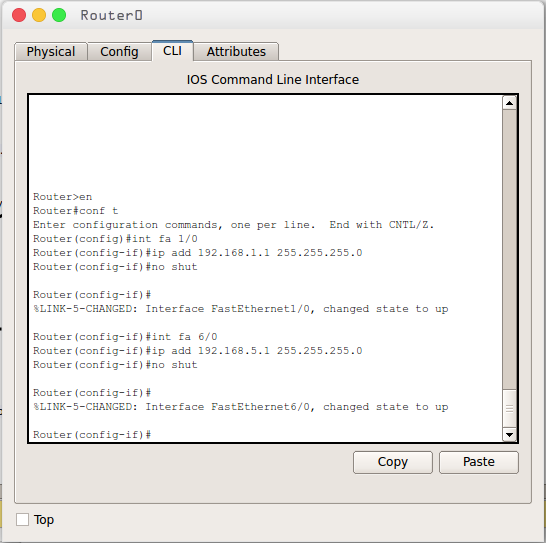 Router0
Physical Config CLI Attributes
IOS Command Line Interface
Router>en
Router#conf t
Enter configuration commands, one per line.  End with CNTL/Z.
Router(config)#int fa 1/0
Router(config-if)#ip add 192.168.1.1 255.255.255.0
Router(config-if)#no shut
Router(config-if)#
%LINK-5-CHANGED: Interface FastEthernet1/0, changed state to up
Router(config-if)#int fa 6/0
Router(config-if)#ip add 192.168.5.1 255.255.255.0
Router(config-if)#no shut
Router(config-if)#
%LINK-5-CHANGED: Interface FastEthernet6/0, changed state to up
Router(config-if)#
Copy Paste
Top